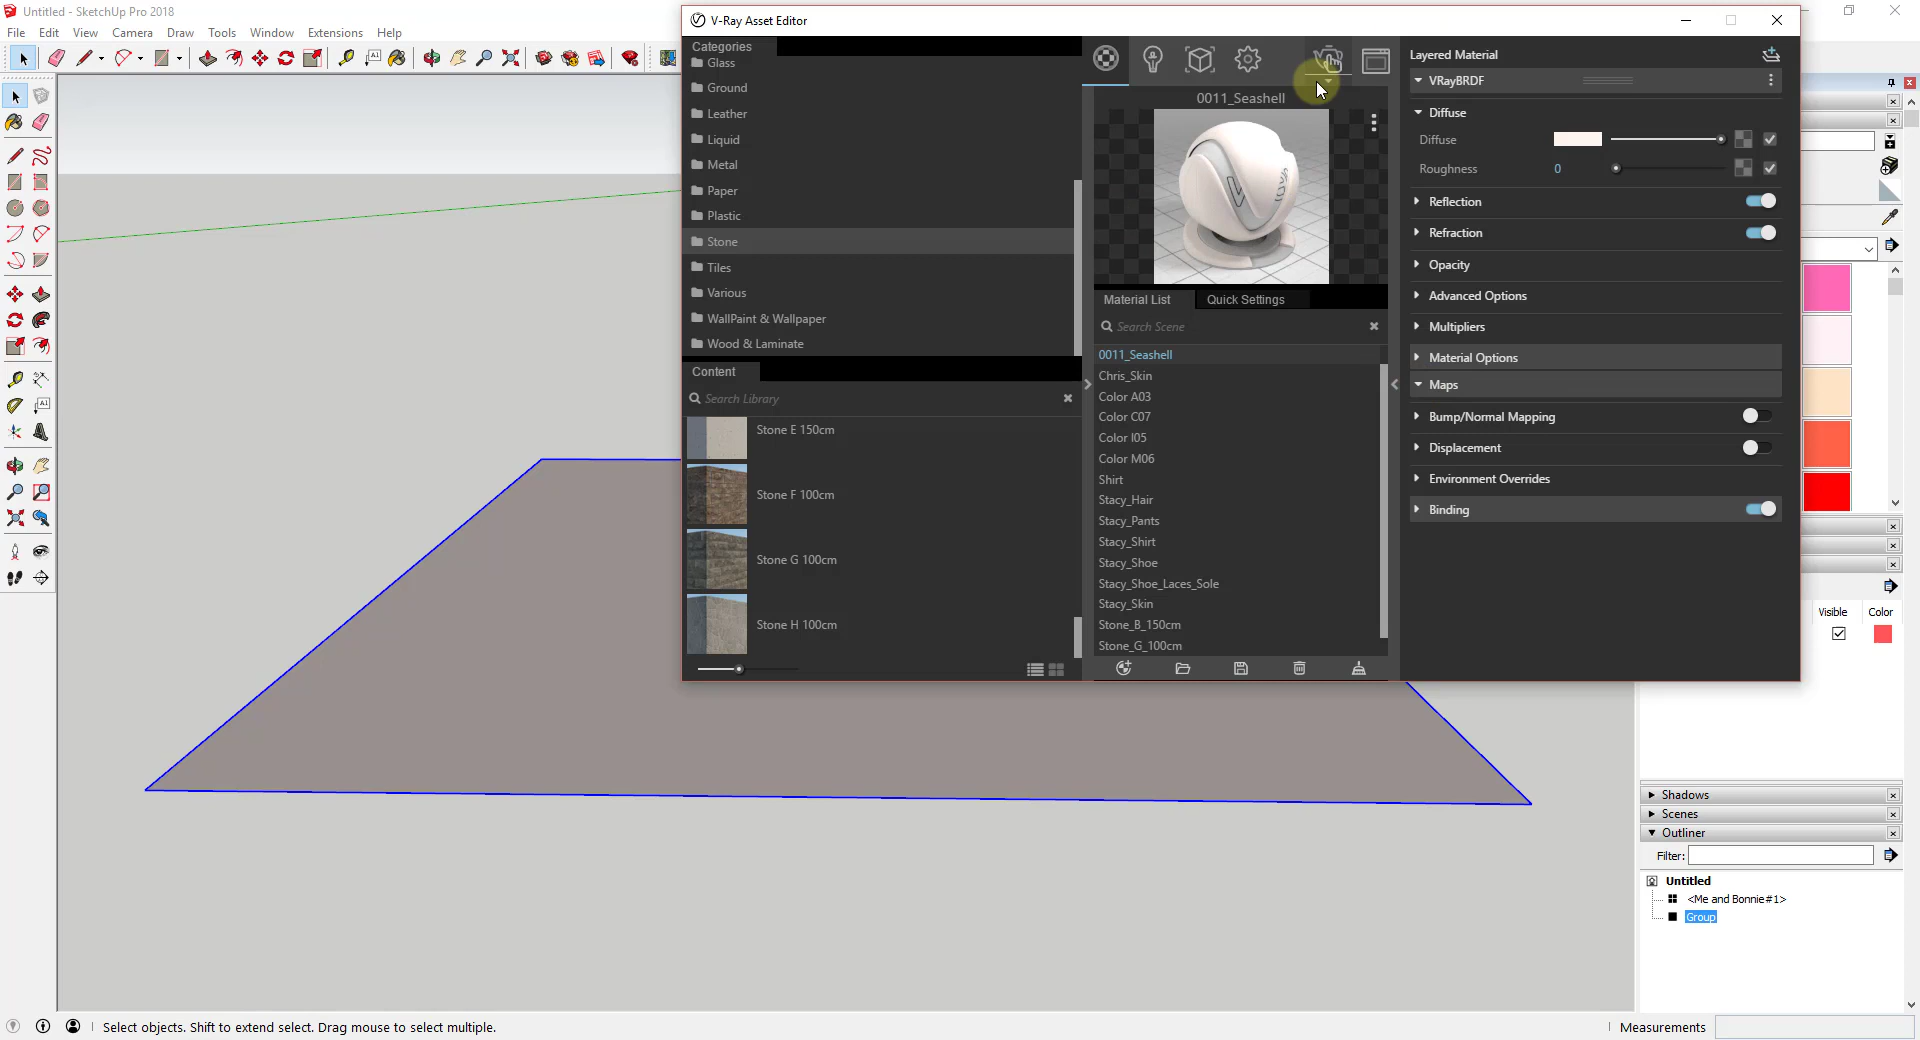 Untitled - SketchUp Pro 2018
File Edit View Camera Draw Tools Window Extensions Help
V-Ray Asset Editor
Categories
Glass
Ground
Leather
Liquid
Metal
Paper
Plastic
Stone
Tiles
Various
WallPaint & Wallpaper
Wood & Laminate
Content
Search Library
Stone E 150cm
Stone F 100cm
Stone G 100cm
Stone H 100cm
0011_Seashell
Material List Quick Settings
Search Scene
0011_Seashell
Chris_Skin
Color A03
Color C07
Color I05
Color M06
Shirt
Stacy_Hair
Stacy_Pants
Stacy_Shirt
Stacy_Shoe
Stacy_Shoe_Laces_Sole
Stacy_Skin
Stone_B_150cm
Stone_G_100cm
Layered Material
VRayBRDF
Diffuse
Diffuse
Roughness 0
Reflection
Refraction
Opacity
Advanced Options
Multipliers
Material Options
Maps
Bump/Normal Mapping
Displacement
Environment Overrides
Binding
Visible Color
Shadows
Scenes
Outliner
Filter:
Untitled
<Me and Bonnie#1>
Group
Select objects. Shift to extend select. Drag mouse to select multiple.
Measurements